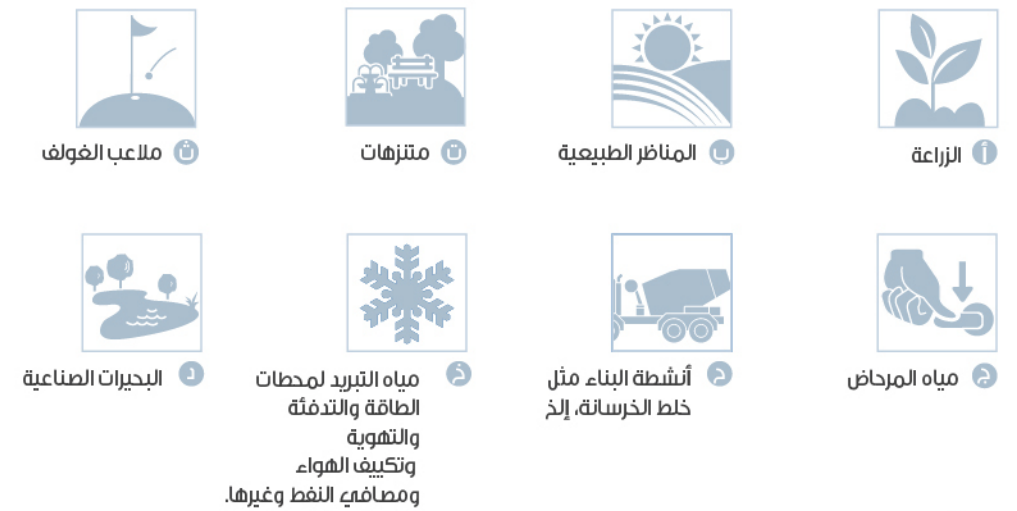 أ الزراعة
ب المناظر الطبيعية
ت متنزهات
ث ملاعب الغولف
ج مياه المرحاض
ح أنشطة البناء مثل
خلط الخرسانة، إلخ
خ مياه التبريد لمحطات
الطاقة والتدفئة
والتهوية
وتكييف الهواء
ومصافي النفط وغيرها.
د البحيرات الصناعية